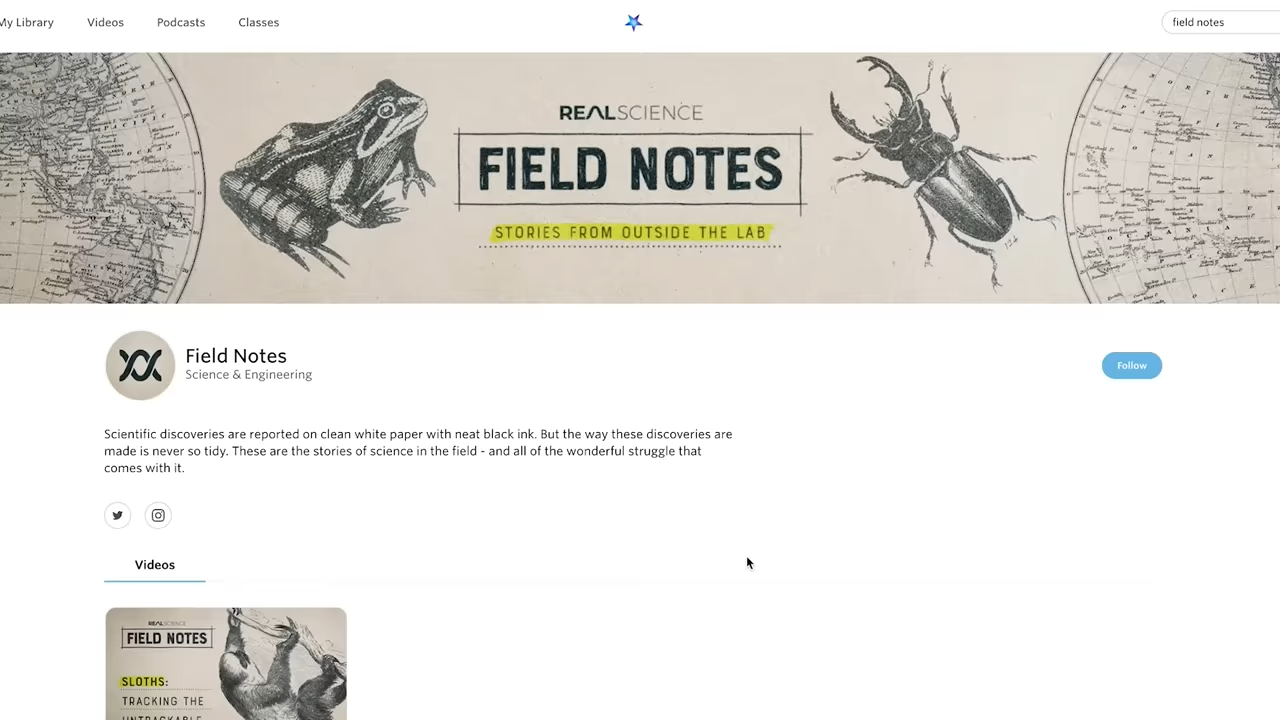 My Library Videos Podcasts Classes field notes
REALSCIENCE
FIELD NOTES
STORIES FROM OUTSIDE THE LAB
Field Notes
Science & Engineering
Follow
Scientific discoveries are reported on clean white paper with neat black ink. But the way these discoveries are
made is never so tidy. These are the stories of science in the field - and all of the wonderful struggle that
comes with it.
Videos
REALSCIENCE
FIELD NOTES
SLOTHS:
TRACKING THE
UNTRACKABLE